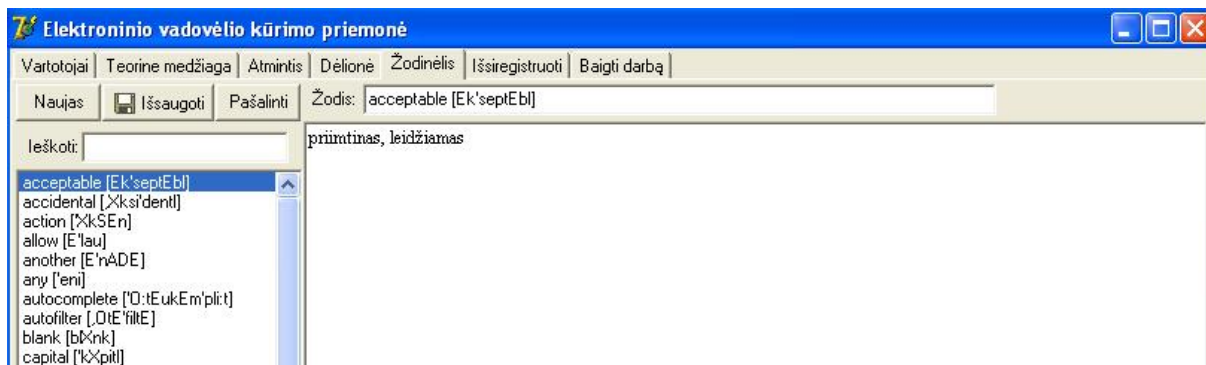 Elektroninio vadovėlio kūrimo priemonė
Vartotojai Teorine medžiaga Atmintis Dėlionė Žodinėlis Išsiregistruoti Baigti darbą
Naujas Išsaugoti Pašalinti Žodis: acceptable [Ek'septEbl]
Ieškoti:
priimtinas, leidžiamas
acceptable [Ek'septEbl]
accidental [,Xksi'dentl]
action ['XkSEn]
allow [E'lau]
another [E'nADE]
any ['eni]
autocomplete ['O:tEukEm'pli:t]
autofilter [,OtE'filtE]
blank [blXnk]
capital ['kXpitl]